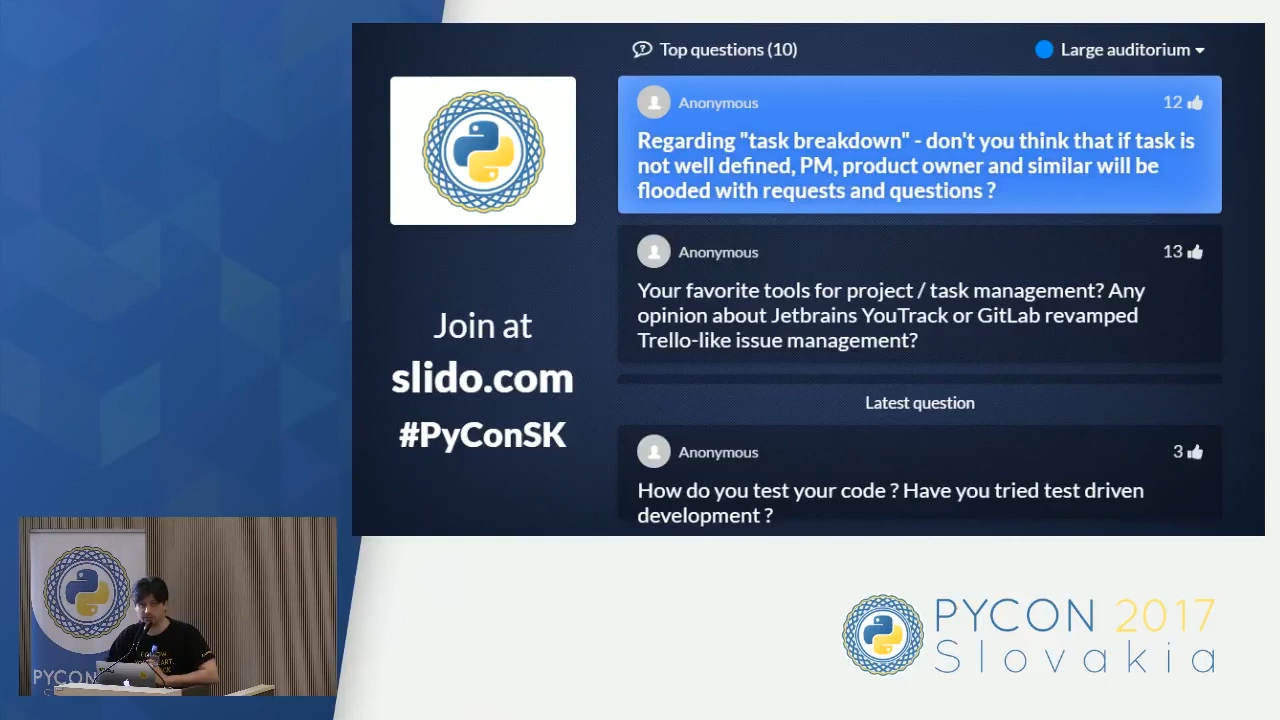 Top questions (10)
Large auditorium
Anonymous
12
Regarding "task breakdown" - don't you think that if task is
not well defined, PM, product owner and similar will be
flooded with requests and questions ?
Anonymous
13
Your favorite tools for project / task management? Any
opinion about Jetbrains YouTrack or GitLab revamped
Trello-like issue management?
Latest question
Anonymous
3
How do you test your code ? Have you tried test driven
development ?
Join at
slido.com
#PyConSK
PYCON
PYCON 2017
Slovakia